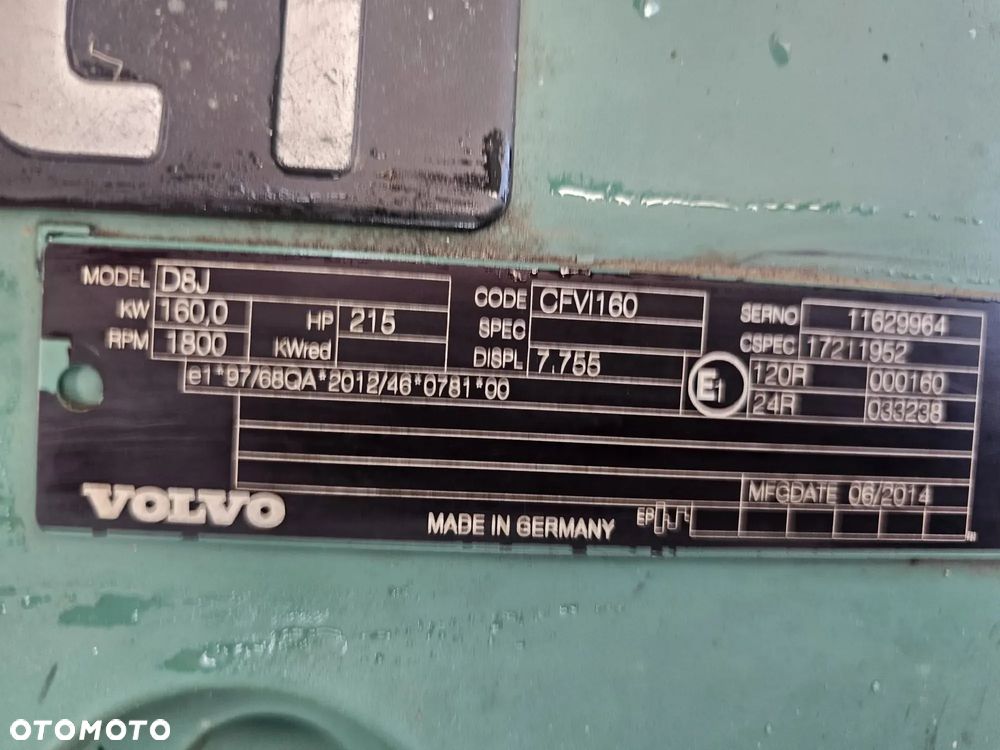 MODEL D8J CODE CFVI160 SERNO 11629964
KW 160,0 HP 215 SPEC CSPEC 17211952
RPM 1800 KWred DISPL 7.755 E1 120R 000160
e1*97/68QA*2012/46*0781*00 24R 033238
MFGDATE 06/2014
VOLVO MADE IN GERMANY EP
OTOMOTO